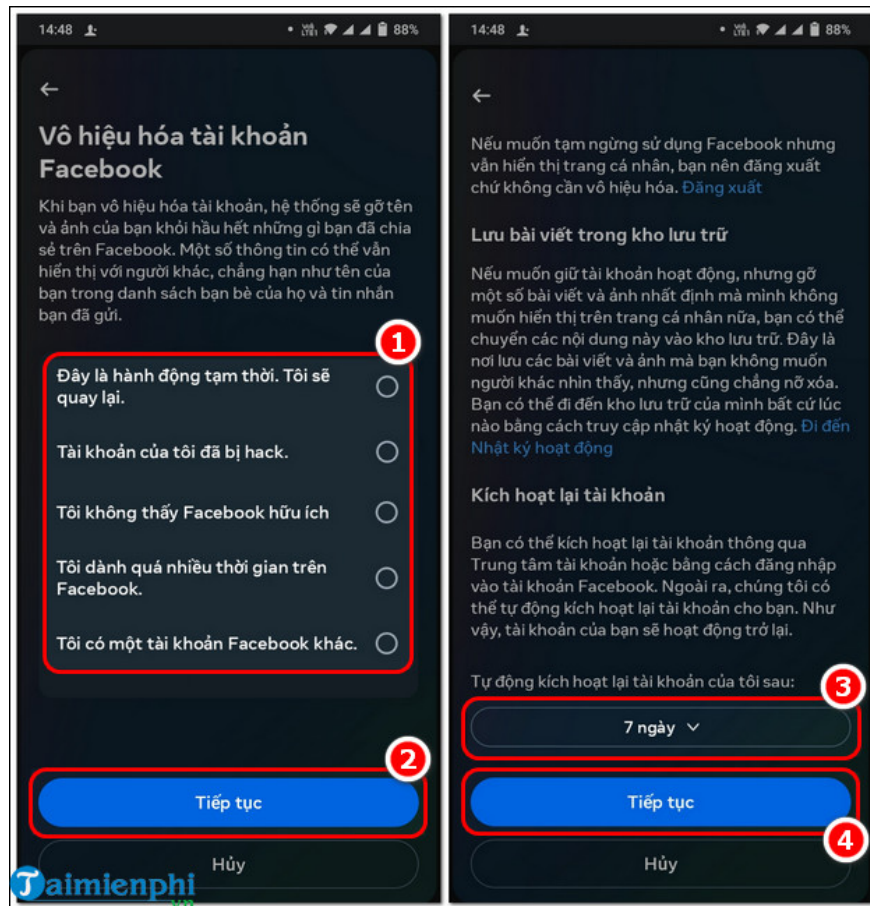 14:48
88%
Vô hiệu hóa tài khoản
Facebook
Khi bạn vô hiệu hóa tài khoản, hệ thống sẽ gỡ tên
và ảnh của bạn khỏi hầu hết những gì bạn đã chia
sẻ trên Facebook. Một số thông tin có thể vẫn
hiển thị với người khác, chẳng hạn như tên của
bạn trong danh sách bạn bè của họ và tin nhắn
bạn đã gửi.
1
Đây là hành động tạm thời. Tôi sẽ
quay lại.
Tài khoản của tôi đã bị hack.
Tôi không thấy Facebook hữu ích
Tôi dành quá nhiều thời gian trên
Facebook.
Tôi có một tài khoản Facebook khác.
2
Tiếp tục
Hủy
Taimienphi
.vn
14:48
88%
Nếu muốn tạm ngừng sử dụng Facebook nhưng
vẫn hiển thị trang cá nhân, bạn nên đăng xuất
chứ không cần vô hiệu hóa. Đăng xuất
Lưu bài viết trong kho lưu trữ
Nếu muốn giữ tài khoản hoạt động, nhưng gỡ
một số bài viết và ảnh nhất định mà mình không
muốn hiển thị trên trang cá nhân nữa, bạn có thể
chuyển các nội dung này vào kho lưu trữ. Đây là
nơi lưu các bài viết và ảnh mà bạn không muốn
người khác nhìn thấy, nhưng cũng chẳng nỡ xóa.
Bạn có thể đi đến kho lưu trữ của mình bất cứ lúc
nào bằng cách truy cập nhật ký hoạt động. Đi đến
Nhật ký hoạt động
Kích hoạt lại tài khoản
Bạn có thể kích hoạt lại tài khoản thông qua
Trung tâm tài khoản hoặc bằng cách đăng nhập
vào tài khoản Facebook. Ngoài ra, chúng tôi có
thể tự động kích hoạt lại tài khoản cho bạn. Như
vậy, tài khoản của bạn sẽ hoạt động trở lại.
Tự động kích hoạt lại tài khoản của tôi sau:
3
7 ngày
Tiếp tục
4
Hủy